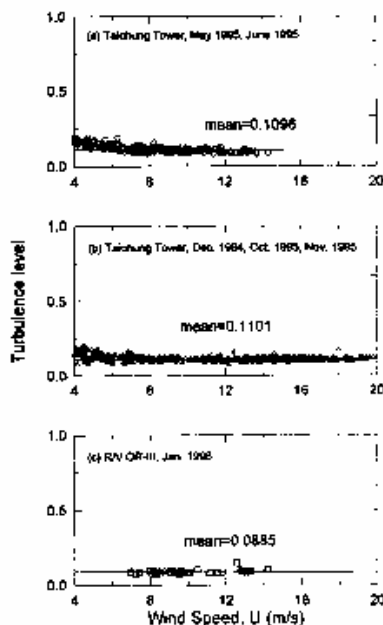 1.0
(a) Taichung Tower, May 1995, June 1995
0.5
mean=0.1096
0.0
4 8 12 16 20
1.0
(b) Taichung Tower, Dec. 1994, Oct. 1995, Nov. 1995
0.5
mean=0.1101
0.0
4 8 12 16 20
Turbulence level
1.0
(c) R/V OR-III, Jan. 1996
0.5
mean=0.0885
0.0
4 8 12 16 20
Wind Speed, U (m/s)